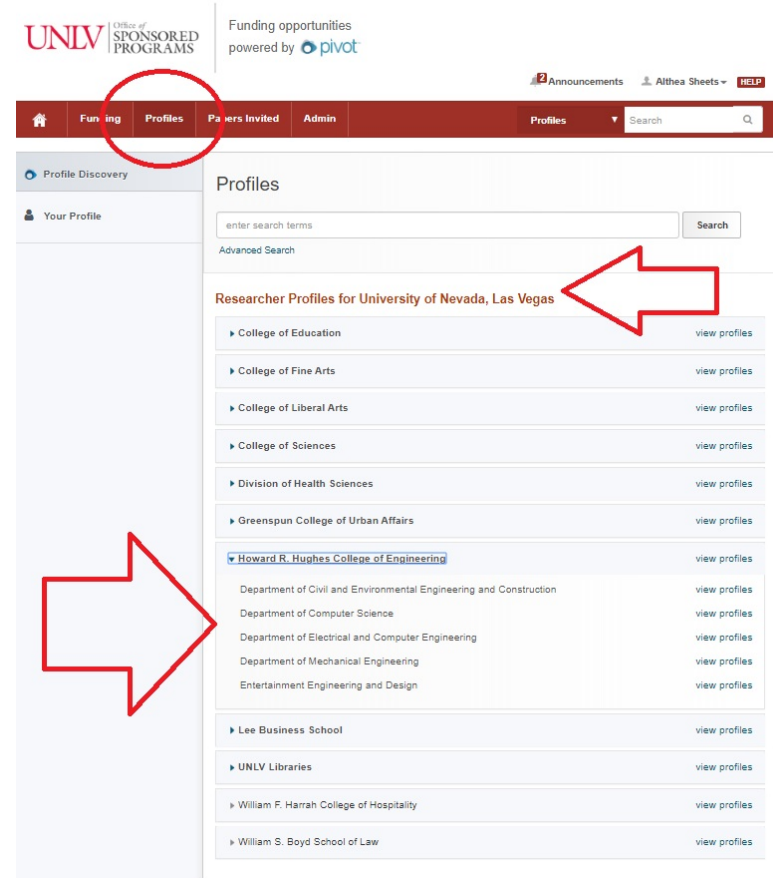 UNLV Office of SPONSORED PROGRAMS
Funding opportunities
powered by pivot
2 Announcements Althea Sheets HELP
Funding Profiles Papers Invited Admin Profiles Search
Profile Discovery
Your Profile
Profiles
enter search terms Search
Advanced Search
Researcher Profiles for University of Nevada, Las Vegas
College of Education view profiles
College of Fine Arts view profiles
College of Liberal Arts view profiles
College of Sciences view profiles
Division of Health Sciences view profiles
Greenspun College of Urban Affairs view profiles
Howard R. Hughes College of Engineering view profiles
Department of Civil and Environmental Engineering and Construction view profiles
Department of Computer Science view profiles
Department of Electrical and Computer Engineering view profiles
Department of Mechanical Engineering view profiles
Entertainment Engineering and Design view profiles
Lee Business School view profiles
UNLV Libraries view profiles
William F. Harrah College of Hospitality view profiles
William S. Boyd School of Law view profiles